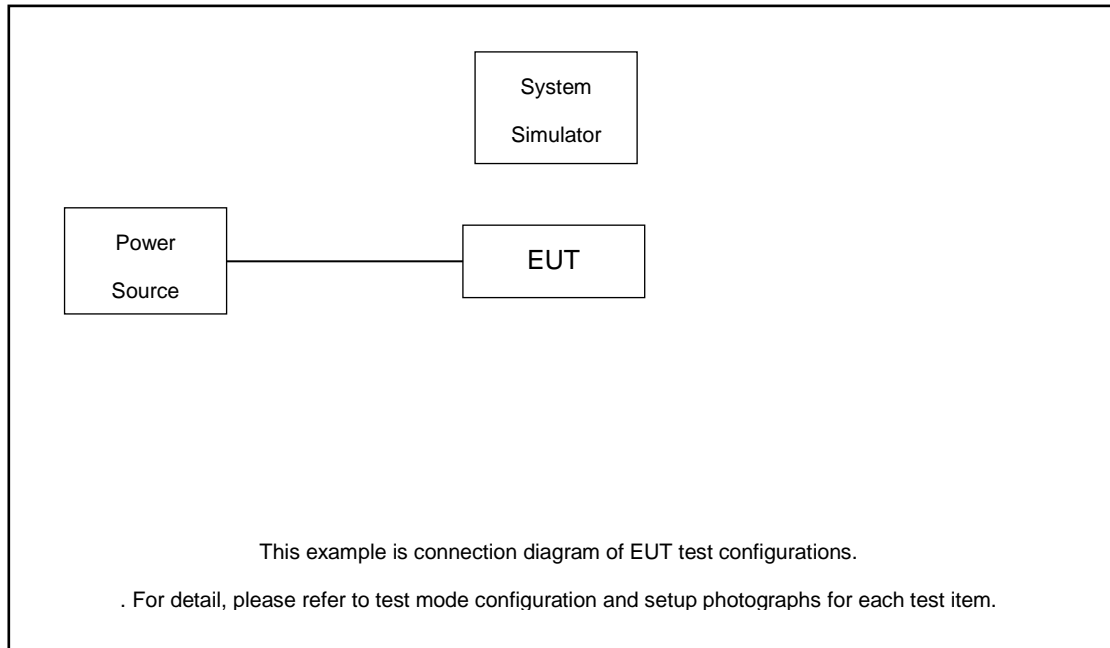 System
Simulator
Power
Source
EUT
This example is connection diagram of EUT test configurations.
. For detail, please refer to test mode configuration and setup photographs for each test item.